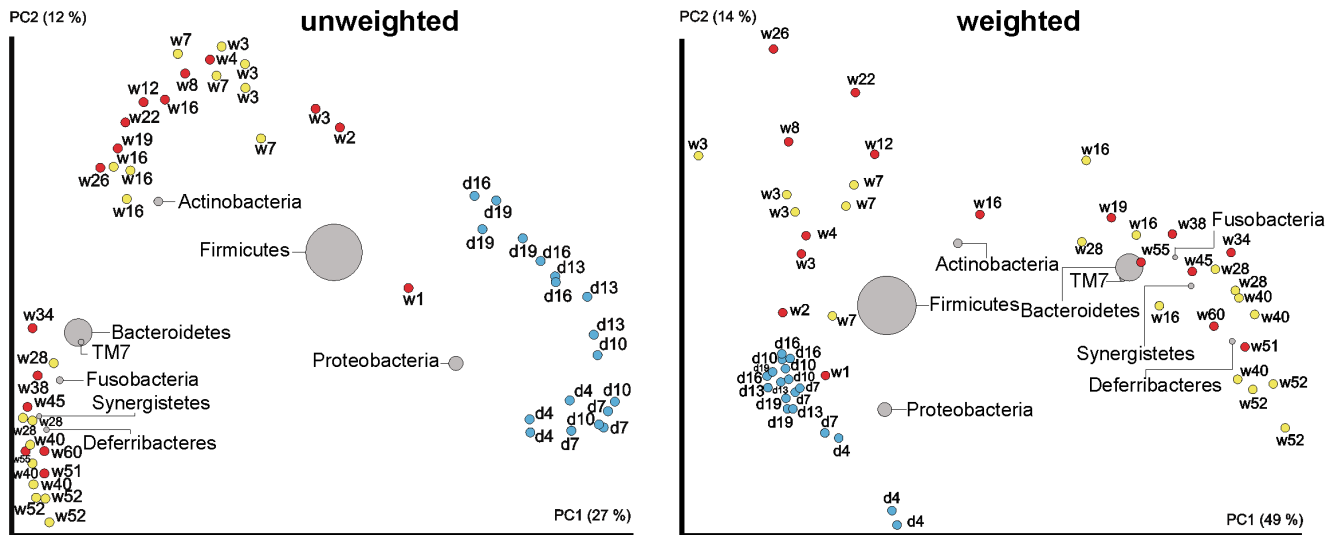 PC2 (12 %)
unweighted
w7
w3
w4
w3
w8
w7
w3
w12
w16
w22
w3
w2
w19
w7
w16
w26
w16
w16
Actinobacteria
d16
d19
Firmicutes
d19
d19
d16
d13
d16
d13
w1
w34
Bacteroidetes
TM7
d13
d10
w28
Proteobacteria
Fusobacteria
w38
w45
Synergistetes
d4
d10
w28
w28
d4
d10
d7
d7
d7
w40
Deferribacteres
w55
w60
w40
w51
w40
w52
w52
w52
PC1 (27 %)
PC2 (14 %)
weighted
w26
w22
w8
w12
w3
w16
w7
w3
w7
w3
w16
w19
w4
w16
w38
Fusobacteria
w28
w55
w34
w3
Actinobacteria
w45
w28
TM7
w28
Firmicutes
Bacteroidetes
w40
w2
w7
w16
w60
w40
Synergistetes
w51
d16
d16
d10
d10
d19
w1
Deferribacteres
d16
d10
w40
w52
d13
d13
d7
w52
d7
d19
d13
Proteobacteria
d19
d7
d4
w52
d4
d4
PC1 (49 %)